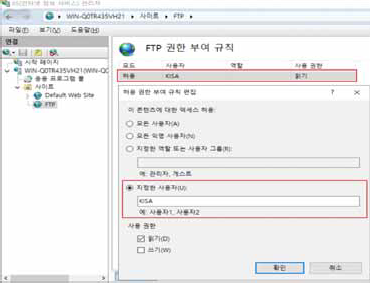 인터넷 정보 서비스) 관리자
WIN-Q0TR435VH21 ▸ 사이트 ▸ FTP ▸
파일(F) 보기(V) 도움말(H)
연결
시작 페이지
WIN-Q0TR435VH21(WIN-Q
응용 프로그램 풀
사이트
Default Web Site
FTP
FTP 권한 부여 규칙
모드 사용자 역할 사용 권한
허용 KISA 읽기
허용 권한 부여 규칙 편집 ? ×
이 콘텐츠에 대한 액세스 허용:
모든 사용자(A)
모든 익명 사용자(N)
지정한 역할 또는 사용자 그룹(R):
예: 관리자, 게스트
지정한 사용자(U):
KISA
예: 사용자1, 사용자2
사용 권한
읽기(D)
쓰기(W)
확인 취소